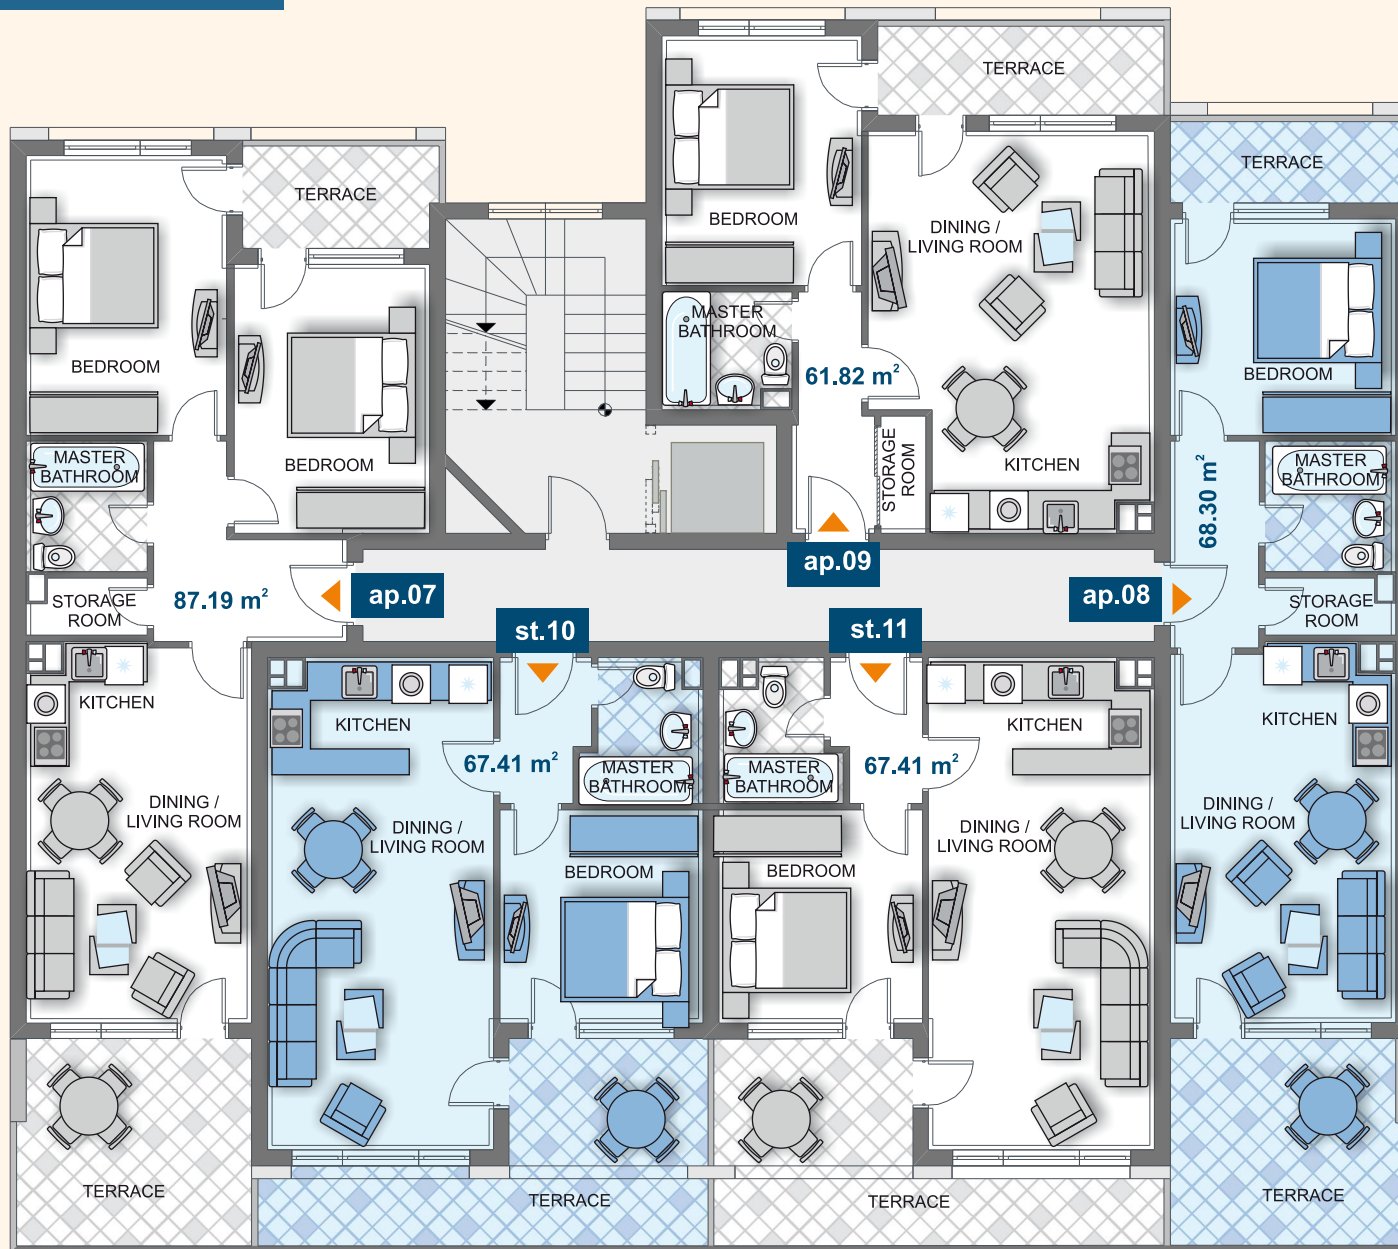 TERRACE
BEDROOM
DINING /
LIVING ROOM
MASTER
BATHROOM
61.82 m²
STORAGE
ROOM
KITCHEN
ap.09
TERRACE
BEDROOM
BEDROOM
MASTER
BATHROOM
STORAGE
ROOM
87.19 m²
ap.07
KITCHEN
DINING /
LIVING ROOM
TERRACE
TERRACE
BEDROOM
68.30 m²
MASTER
BATHROOM
ap.08
STORAGE
ROOM
KITCHEN
DINING /
LIVING ROOM
TERRACE
st.10
KITCHEN
67.41 m²
MASTER
BATHROOM
DINING /
LIVING ROOM
BEDROOM
TERRACE
st.11
KITCHEN
67.41 m²
MASTER
BATHROOM
DINING /
LIVING ROOM
BEDROOM
TERRACE